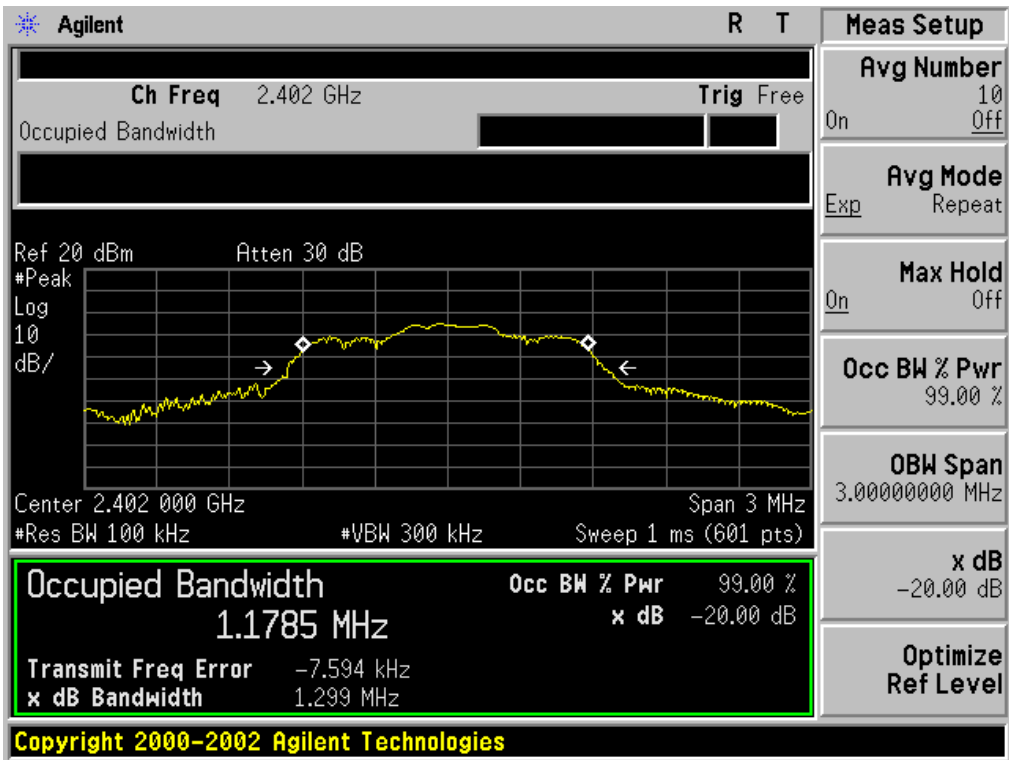 Agilent R T
Ch Freq 2.402 GHz Trig Free
Occupied Bandwidth
Ref 20 dBm Atten 30 dB
#Peak
Log
10
dB/
Center 2.402 000 GHz Span 3 MHz
#Res BW 100 kHz #VBW 300 kHz Sweep 1 ms (601 pts)
Occupied Bandwidth Occ BW % Pwr 99.00 %
1.1785 MHz x dB -20.00 dB
Transmit Freq Error -7.594 kHz
x dB Bandwidth 1.299 MHz
Copyright 2000-2002 Agilent Technologies
Meas Setup
Avg Number
10
On Off
Avg Mode
Exp Repeat
Max Hold
On Off
Occ BW % Pwr
99.00 %
OBW Span
3.00000000 MHz
x dB
-20.00 dB
Optimize
Ref Level